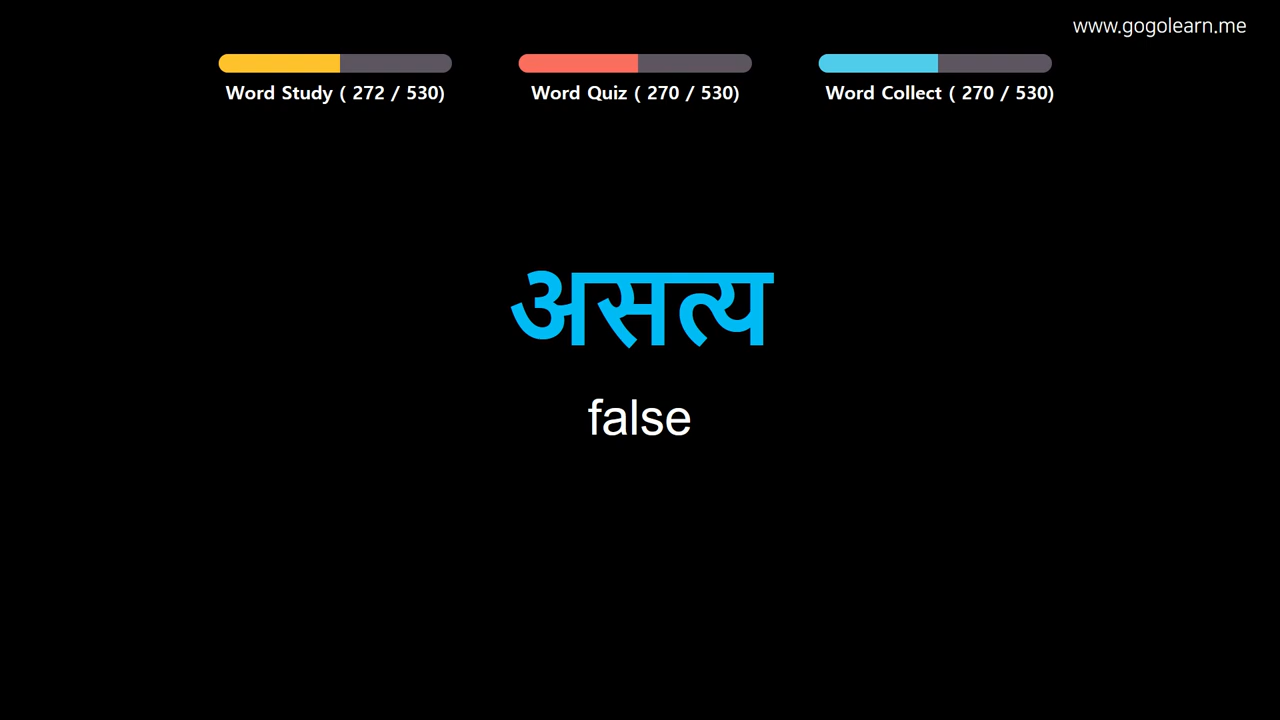 www.gogolearn.me
Word Study ( 272 / 530)
Word Quiz ( 270 / 530)
Word Collect ( 270 / 530)
असत्य
false